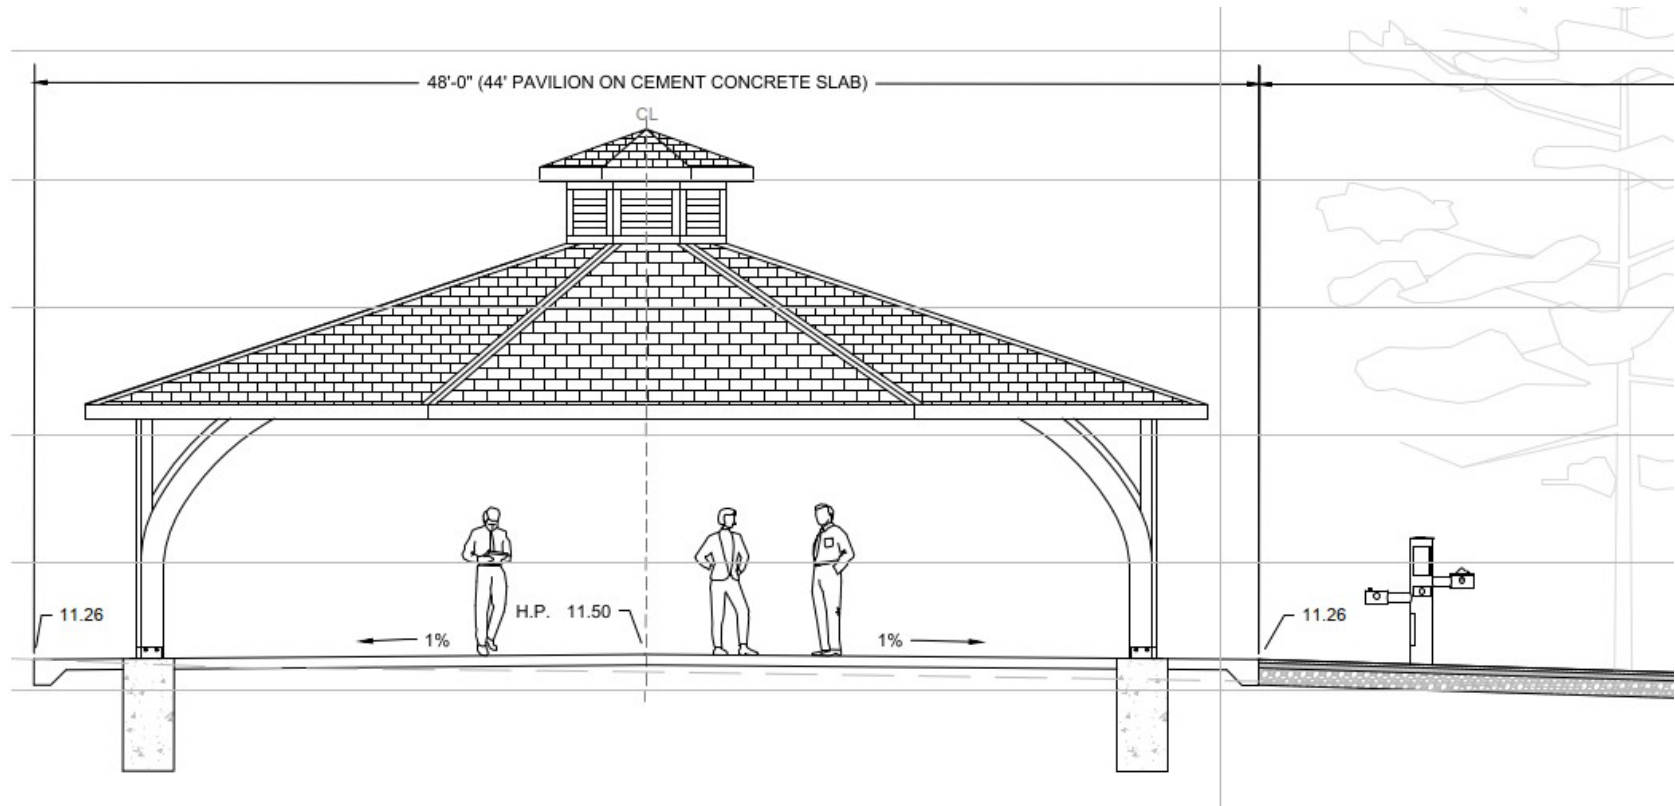 48'-0" (44' PAVILION ON CEMENT CONCRETE SLAB)
CL
11.26
H.P. 11.50
11.26
1%
1%